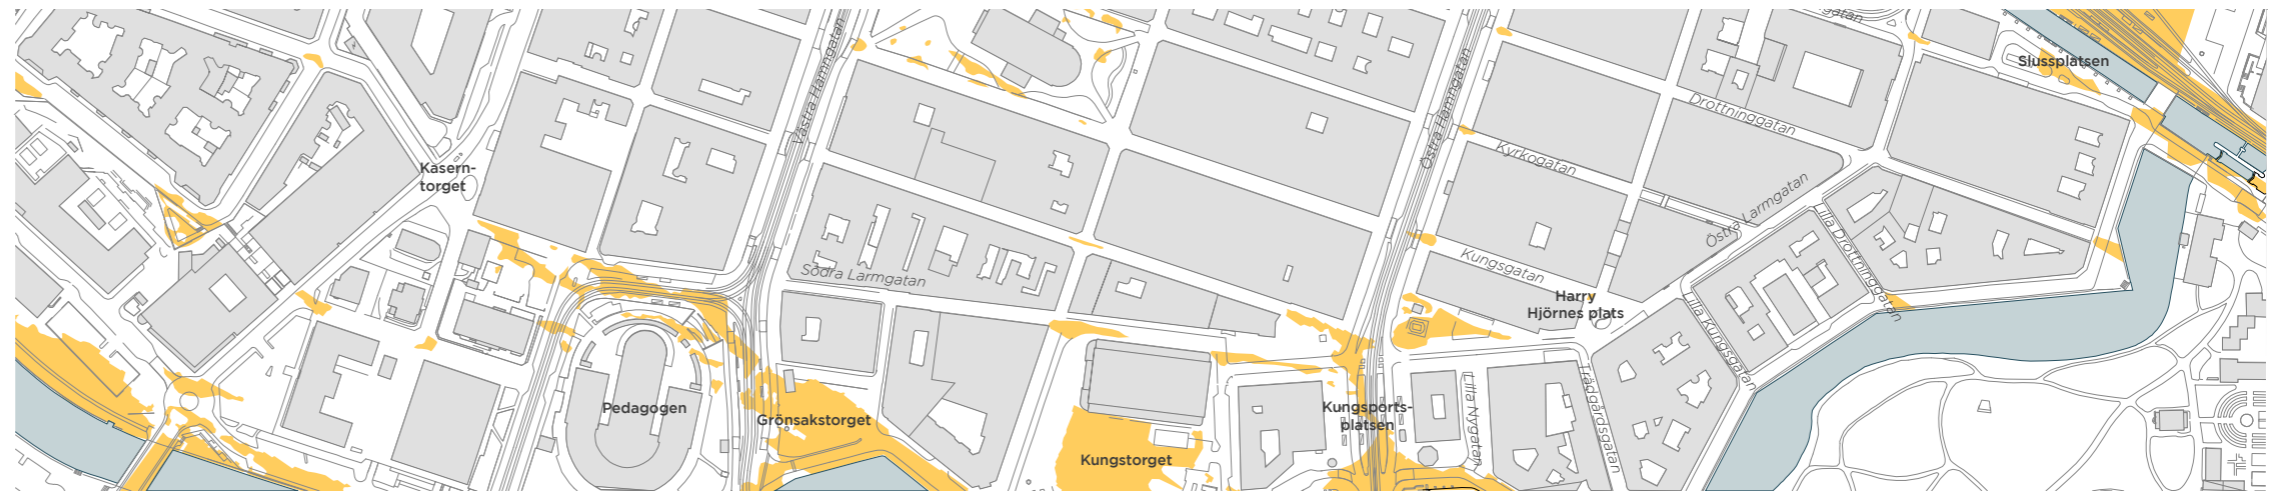 gatan
Slussplatsen
Västra Hamngatan
Östra Hamngatan
Drottninggatan
Kyrkogatan
Kasern-
torget
Östra Larmgatan
Lilla Drottninggatan
Kungsgatan
Södra Larmgatan
Harry
Hjörnes plats
Lilla Kungsgatan
Pedagogen
Grönsakstorget
Kungsports-
platsen
Lilla Nygatan
Trädgårdsgatan
Kungstorget